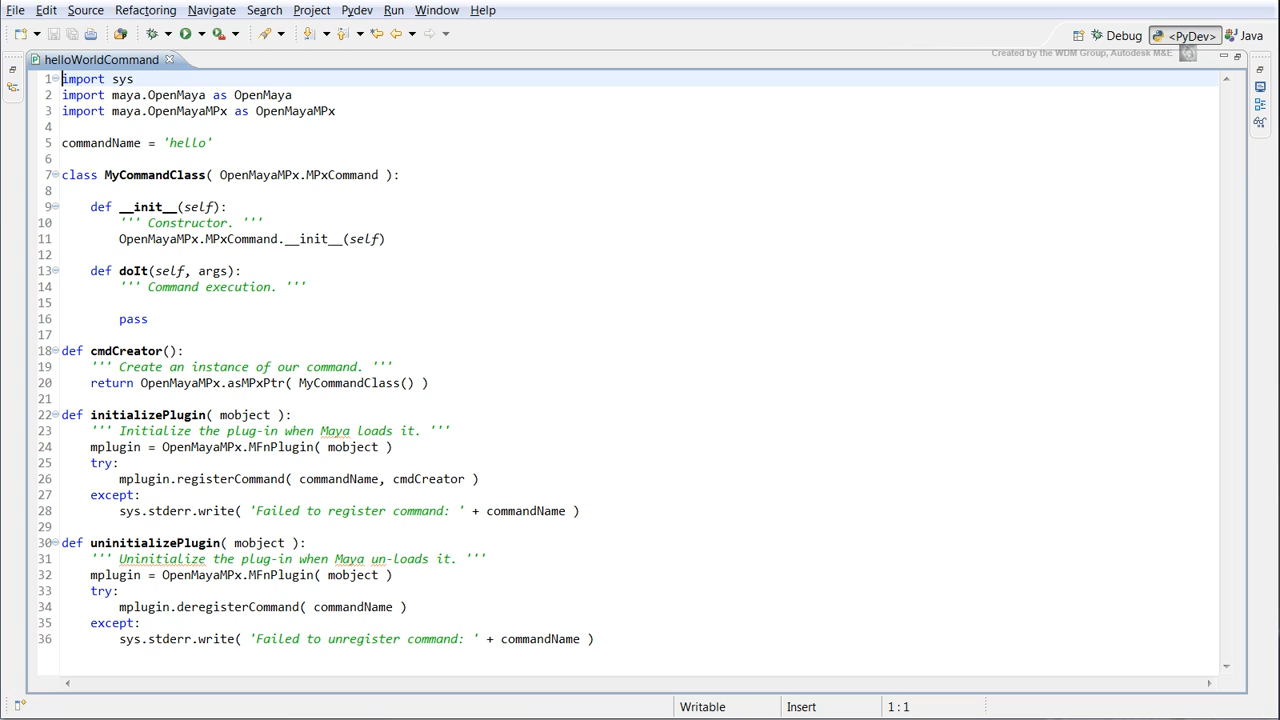 File Edit Source Refactoring Navigate Search Project Pydev Run Window Help
Debug <PyDev> Java
Created by the WDM Group, Autodesk M&E
helloWorldCommand
1 import sys
2 import maya.OpenMaya as OpenMaya
3 import maya.OpenMayaMPx as OpenMayaMPx
4
5 commandName = 'hello'
6
7 class MyCommandClass( OpenMayaMPx.MPxCommand ):
8
9     def __init__(self):
10         ''' Constructor. '''
11         OpenMayaMPx.MPxCommand.__init__(self)
12
13     def doIt(self, args):
14         ''' Command execution. '''
15
16         pass
17
18 def cmdCreator():
19     ''' Create an instance of our command. '''
20     return OpenMayaMPx.asMPxPtr( MyCommandClass() )
21
22 def initializePlugin( mobject ):
23     ''' Initialize the plug-in when Maya loads it. '''
24     mplugin = OpenMayaMPx.MFnPlugin( mobject )
25     try:
26         mplugin.registerCommand( commandName, cmdCreator )
27     except:
28         sys.stderr.write( 'Failed to register command: ' + commandName )
29
30 def uninitializePlugin( mobject ):
31     ''' Uninitialize the plug-in when Maya un-loads it. '''
32     mplugin = OpenMayaMPx.MFnPlugin( mobject )
33     try:
34         mplugin.deregisterCommand( commandName )
35     except:
36         sys.stderr.write( 'Failed to unregister command: ' + commandName )
Writable Insert 1 : 1